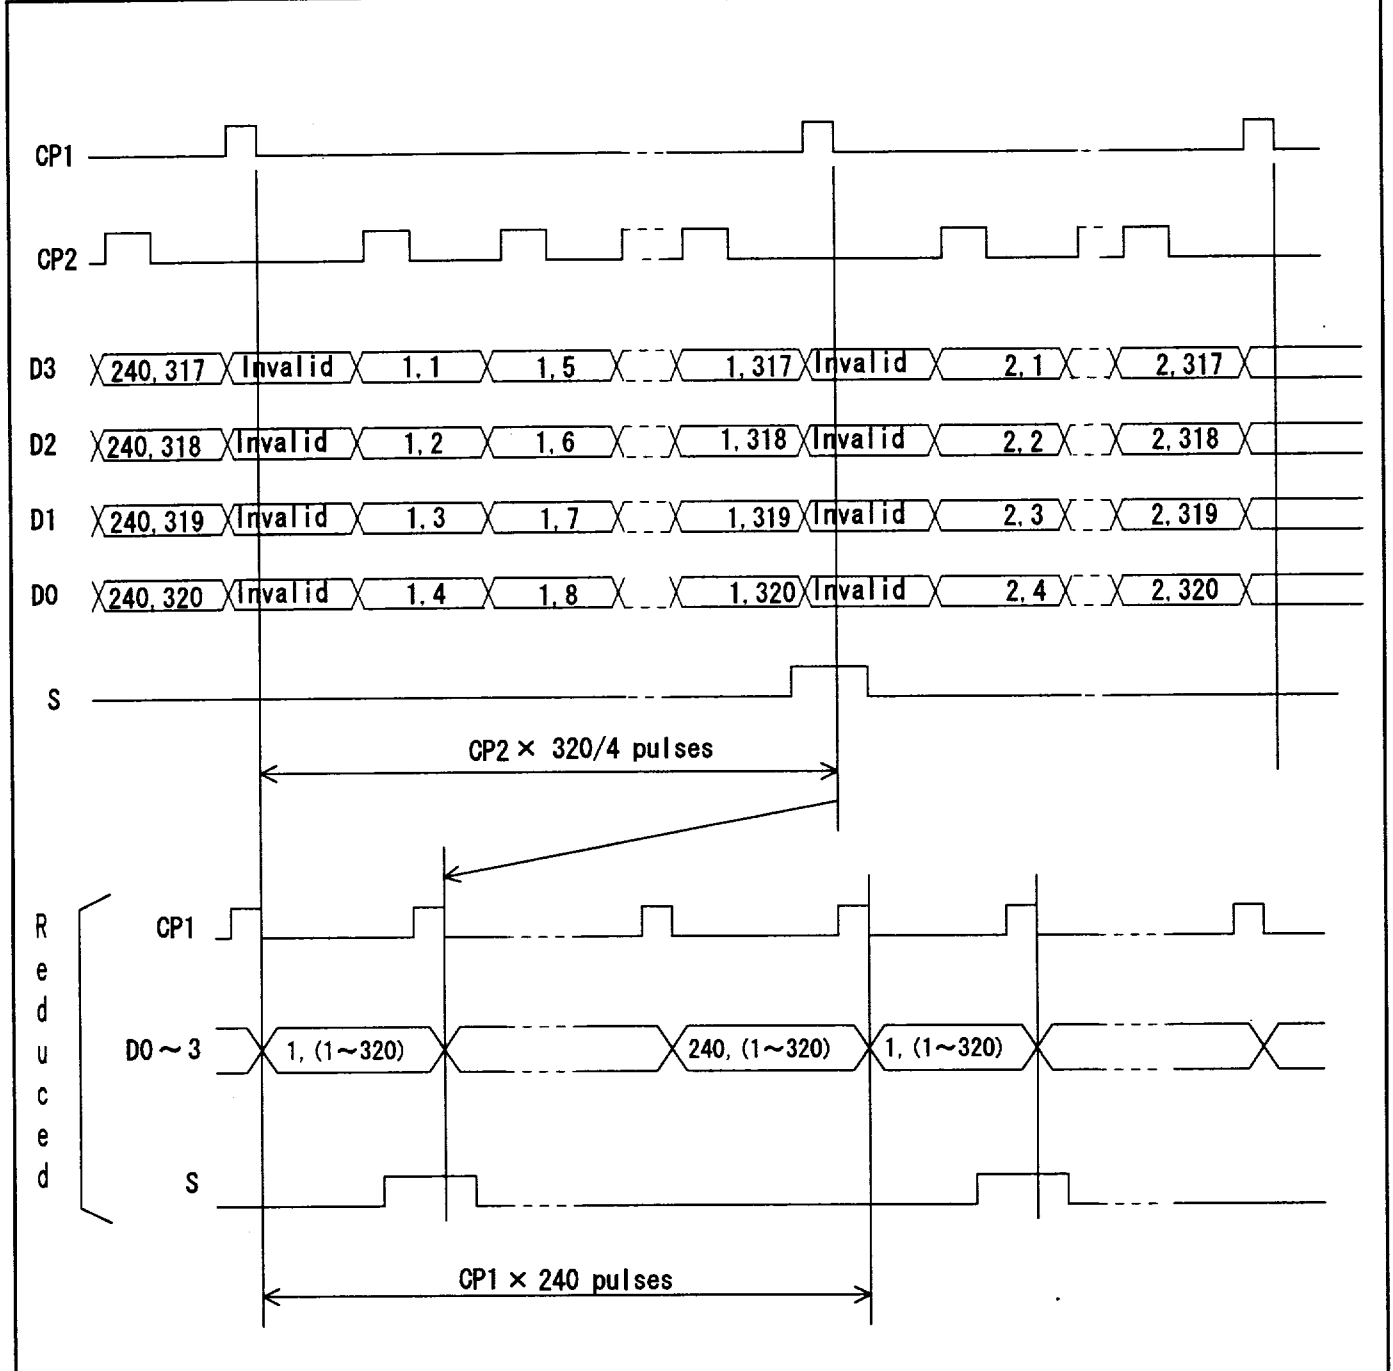 CP1
CP2
D3 240,317 Invalid 1,1 1,5 1,317 Invalid 2,1 2,317
D2 240,318 Invalid 1,2 1,6 1,318 Invalid 2,2 2,318
D1 240,319 Invalid 1,3 1,7 1,319 Invalid 2,3 2,319
D0 240,320 Invalid 1,4 1,8 1,320 Invalid 2,4 2,320
S
CP2 × 320/4 pulses
Reduced
CP1
D0～3 1,(1～320) 240,(1～320) 1,(1～320)
S
CP1 × 240 pulses